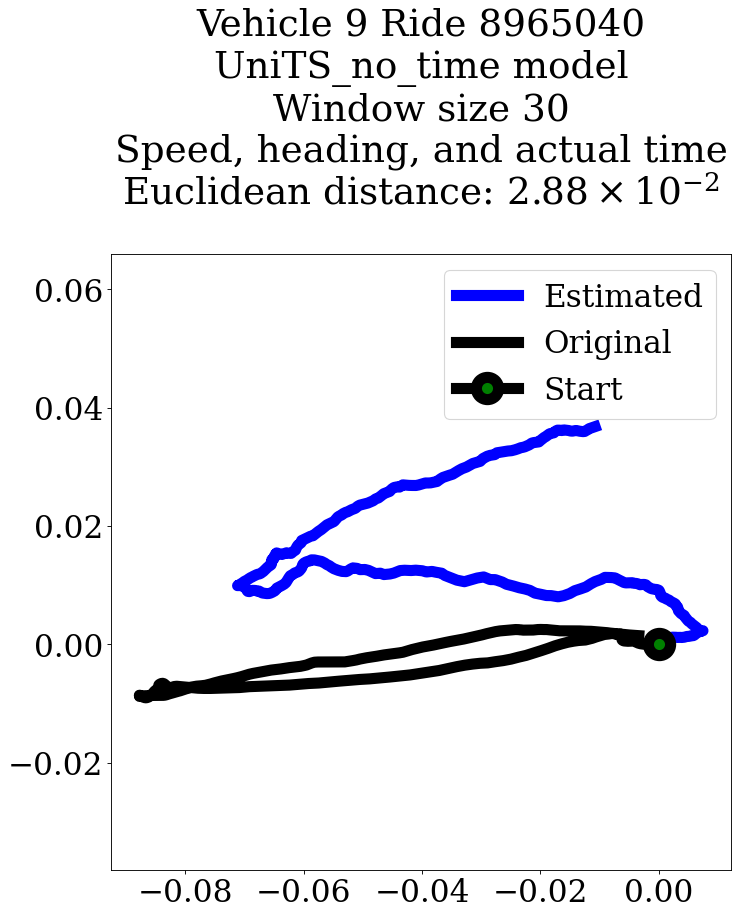 Vehicle 9 Ride 8965040
UniTS_no_time model
Window size 30
Speed, heading, and actual time
Euclidean distance: 2.88 × 10⁻²
Estimated
Original
Start
0.06
0.04
0.02
0.00
−0.02
−0.08 −0.06 −0.04 −0.02 0.00